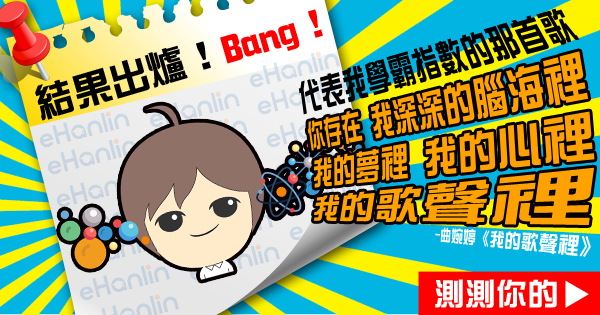 結果出爐！Bang！
eHanlin
eHanlin
eHanlin
eHanlin
eHanlin
代表我學霸指數的那首歌
你存在 我深深的腦海裡
我的夢裡 我的心裡
我的歌聲裡
-曲婉婷《我的歌聲裡》
測測你的▶